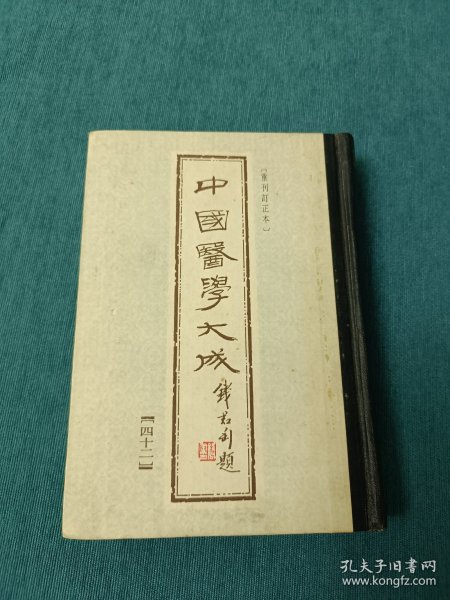 [重刊訂正本]
中國醫學大成
錢君匋題
【四十二】
孔夫子旧书网
www.kongfz.com